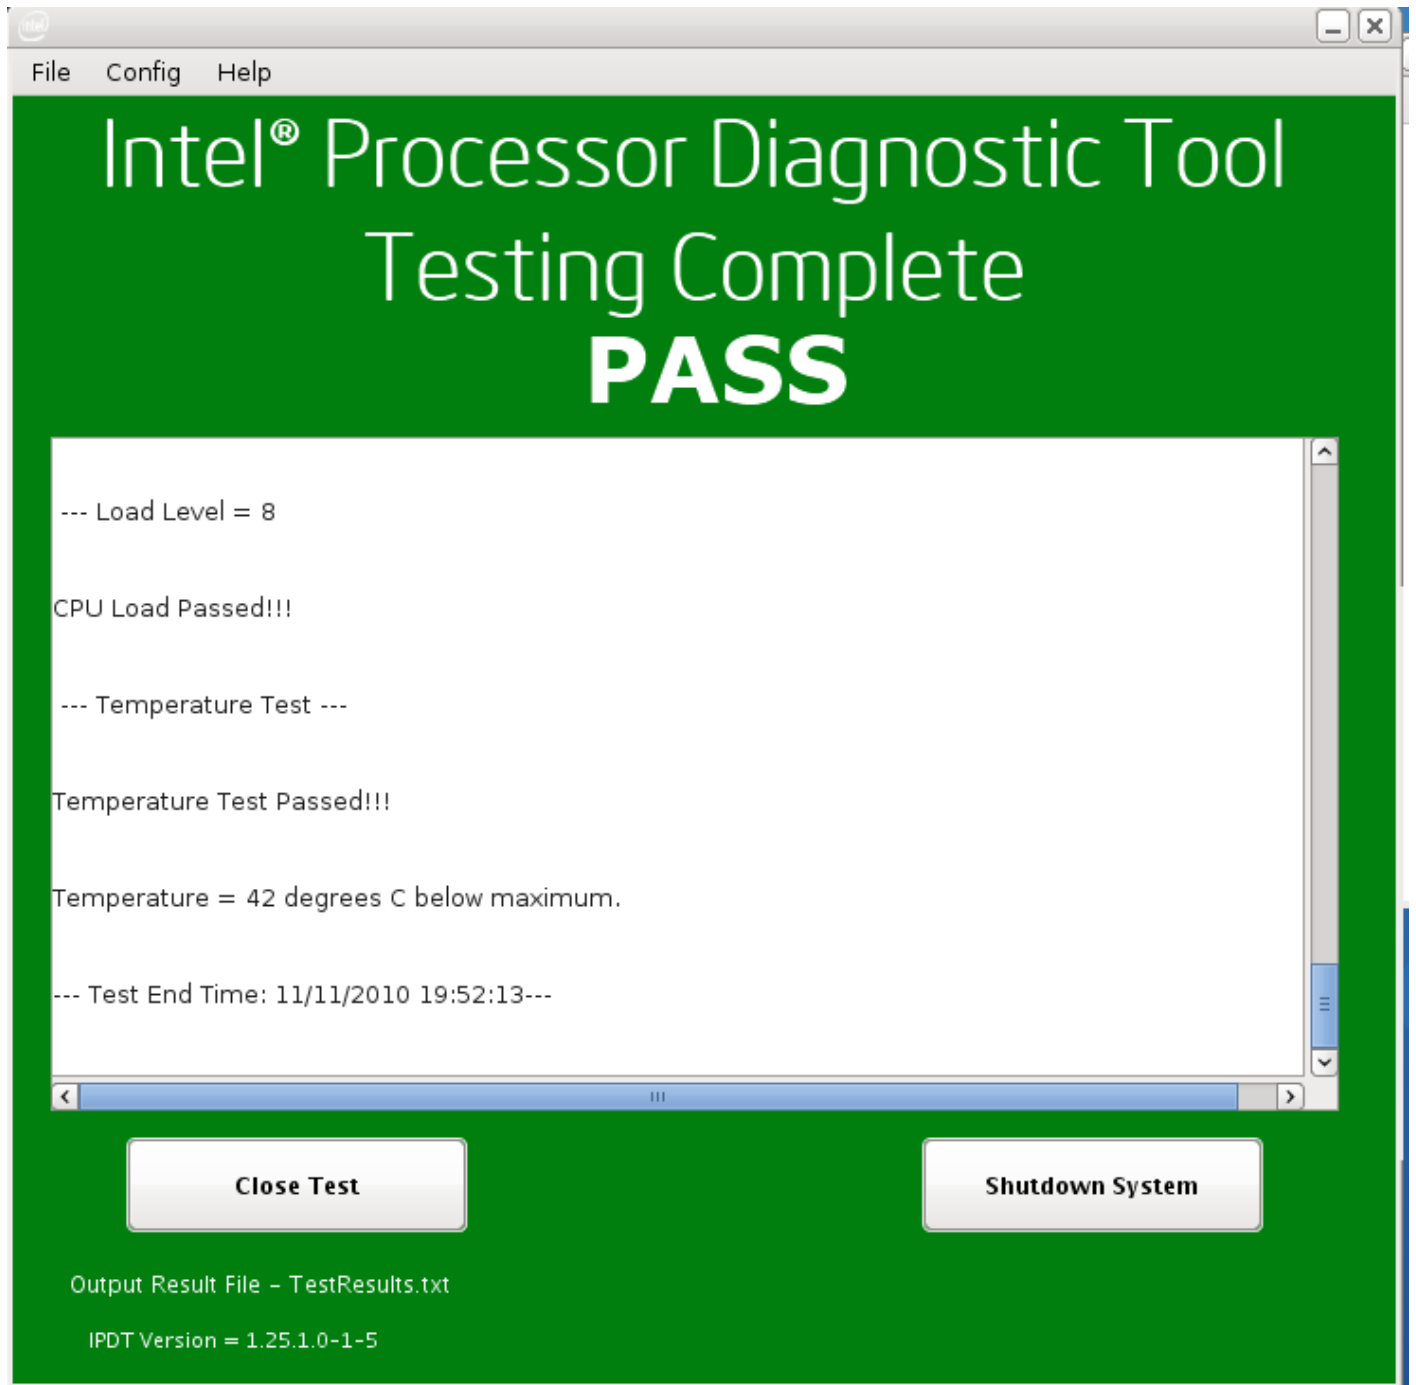 intel
File Config Help
Intel® Processor Diagnostic Tool
Testing Complete
PASS
--- Load Level = 8
CPU Load Passed!!!
--- Temperature Test ---
Temperature Test Passed!!!
Temperature = 42 degrees C below maximum.
--- Test End Time: 11/11/2010 19:52:13---
Close Test
Shutdown System
Output Result File – TestResults.txt
IPDT Version = 1.25.1.0-1-5